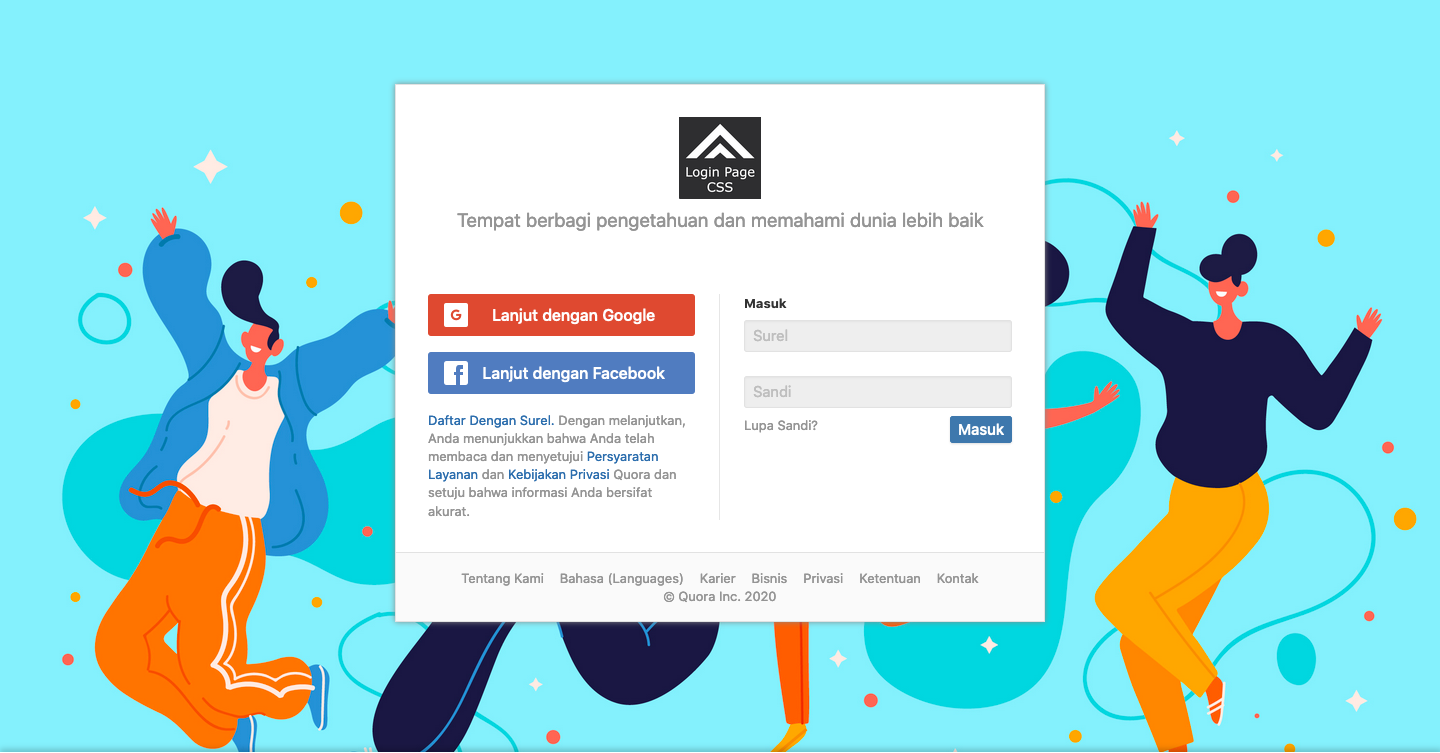 Login Page
CSS
Tempat berbagi pengetahuan dan memahami dunia lebih baik
G Lanjut dengan Google
f Lanjut dengan Facebook
Daftar Dengan Surel. Dengan melanjutkan,
Anda menunjukkan bahwa Anda telah
membaca dan menyetujui Persyaratan
Layanan dan Kebijakan Privasi Quora dan
setuju bahwa informasi Anda bersifat
akurat.
Masuk
Surel
Sandi
Lupa Sandi? Masuk
Tentang Kami Bahasa (Languages) Karier Bisnis Privasi Ketentuan Kontak
© Quora Inc. 2020